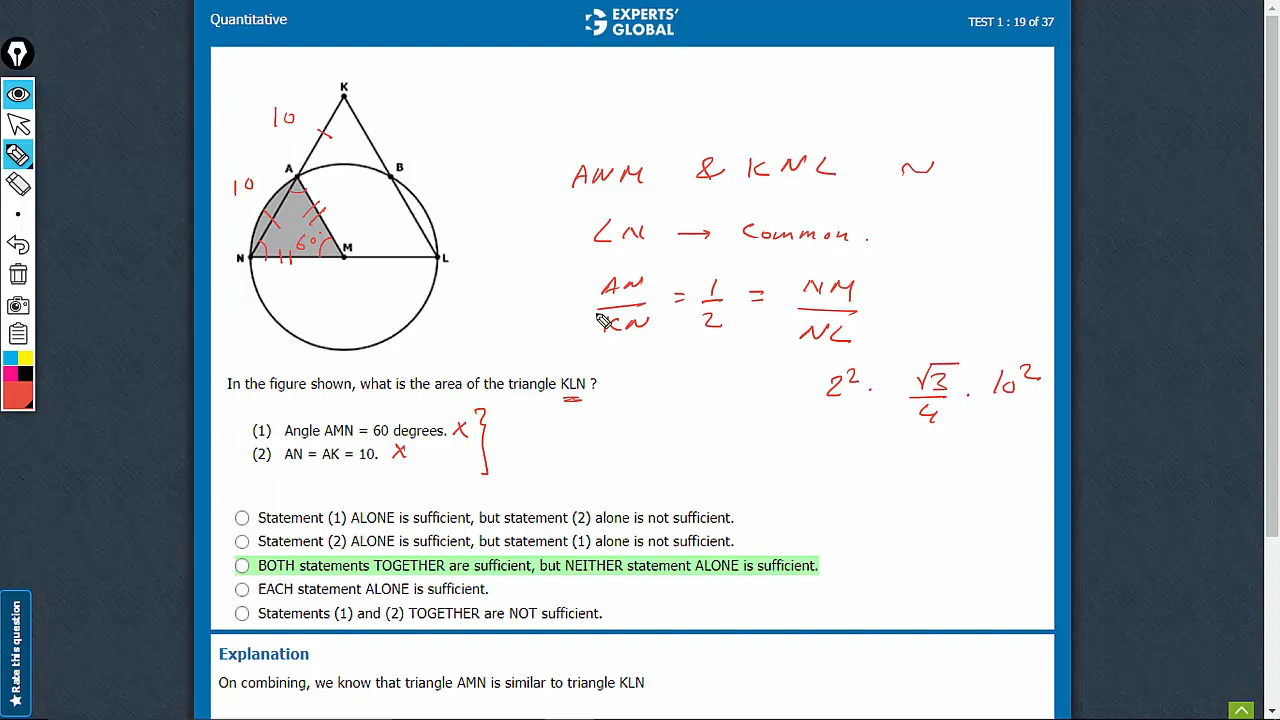 Quantitative
EXPERTS'
GLOBAL
TEST 1 : 19 of 37
K
10
A
B
10
60°
M
N
L
ANM & KNL ~
∠N → Common.
AN/KN = 1/2 = NM/NL
2² . √3/4 . 10²
In the figure shown, what is the area of the triangle KLN ?
(1) Angle AMN = 60 degrees. x
(2) AN = AK = 10. x
Statement (1) ALONE is sufficient, but statement (2) alone is not sufficient.
Statement (2) ALONE is sufficient, but statement (1) alone is not sufficient.
BOTH statements TOGETHER are sufficient, but NEITHER statement ALONE is sufficient.
EACH statement ALONE is sufficient.
Statements (1) and (2) TOGETHER are NOT sufficient.
Rate this question
Explanation
On combining, we know that triangle AMN is similar to triangle KLN